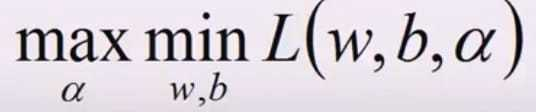 max min L(w, b, α)
α w,b